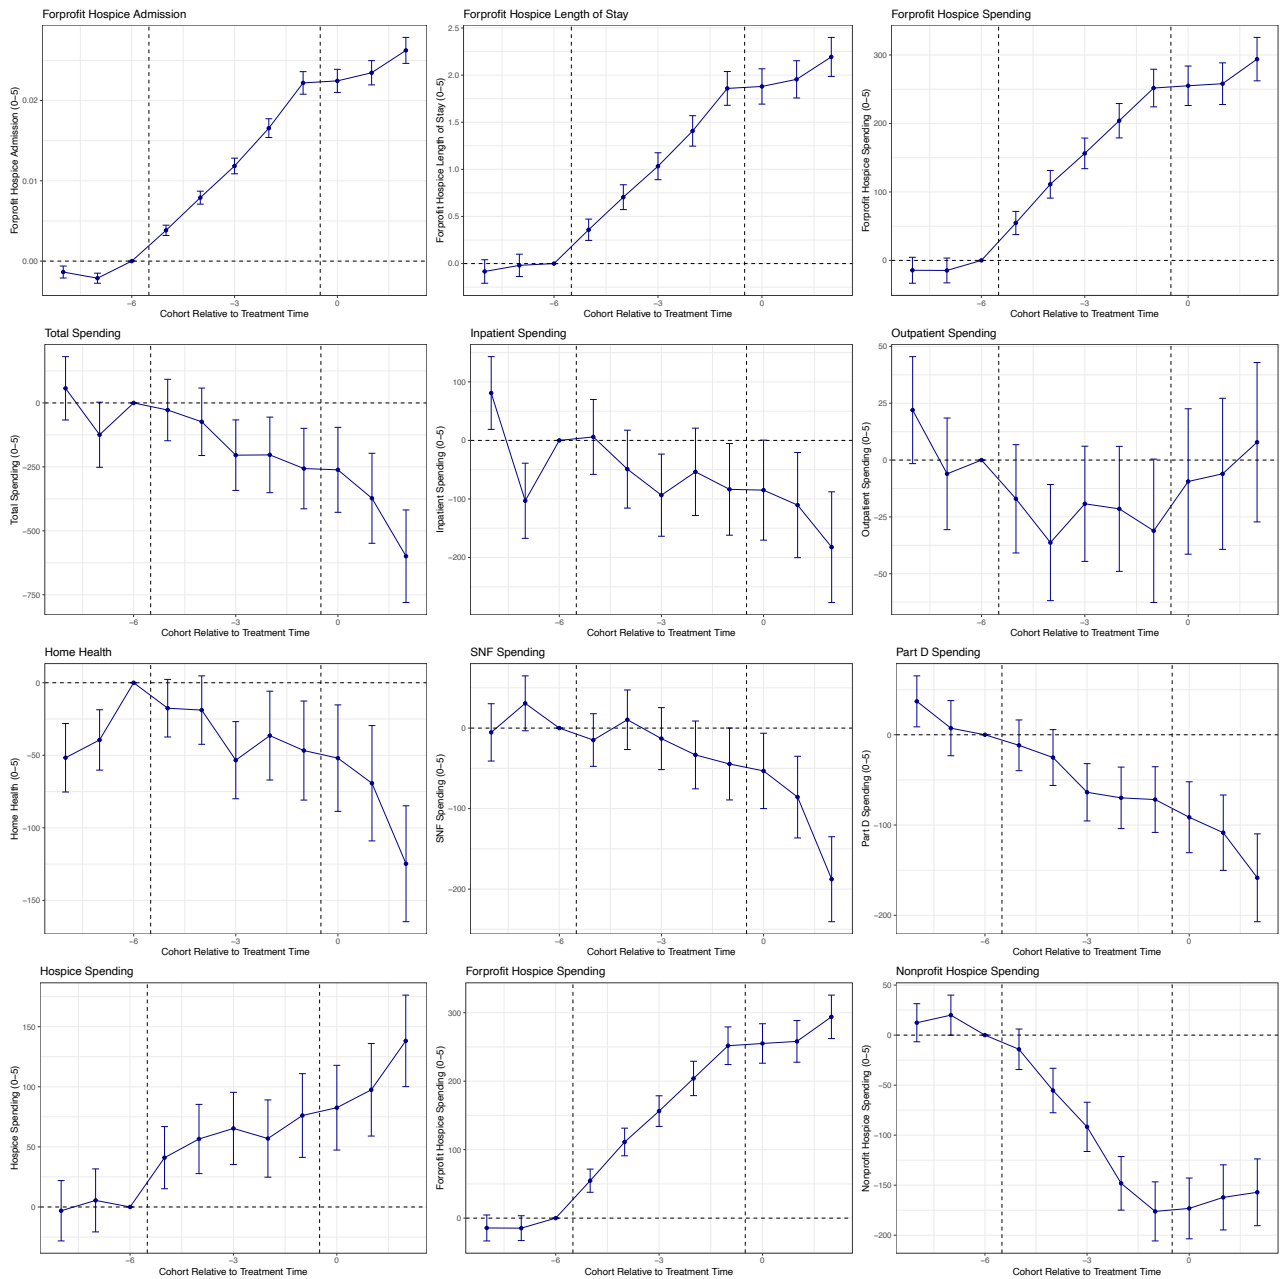 Forprofit Hospice Admission
Forprofit Hospice Admission (0−5)
0.02
0.01
0.00
−6
−3
0
Cohort Relative to Treatment Time
Forprofit Hospice Length of Stay
Forprofit Hospice Length of Stay (0−5)
2.5
2.0
1.5
1.0
0.5
0.0
−6
−3
0
Cohort Relative to Treatment Time
Forprofit Hospice Spending
Forprofit Hospice Spending (0−5)
300
200
100
0
−6
−3
0
Cohort Relative to Treatment Time
Total Spending
Total Spending (0−5)
0
−250
−500
−750
−6
−3
0
Cohort Relative to Treatment Time
Inpatient Spending
Inpatient Spending (0−5)
100
0
−100
−200
−6
−3
0
Cohort Relative to Treatment Time
Outpatient Spending
Outpatient Spending (0−5)
50
25
0
−25
−50
−6
−3
0
Cohort Relative to Treatment Time
Home Health
Home Health (0−5)
0
−50
−100
−150
−6
−3
0
Cohort Relative to Treatment Time
SNF Spending
SNF Spending (0−5)
0
−100
−200
−6
−3
0
Cohort Relative to Treatment Time
Part D Spending
Part D Spending (0−5)
0
−100
−200
−6
−3
0
Cohort Relative to Treatment Time
Hospice Spending
Hospice Spending (0−5)
150
100
50
0
−6
−3
0
Cohort Relative to Treatment Time
Forprofit Hospice Spending
Forprofit Hospice Spending (0−5)
300
200
100
0
−6
−3
0
Cohort Relative to Treatment Time
Nonprofit Hospice Spending
Nonprofit Hospice Spending (0−5)
50
0
−50
−100
−150
−200
−6
−3
0
Cohort Relative to Treatment Time